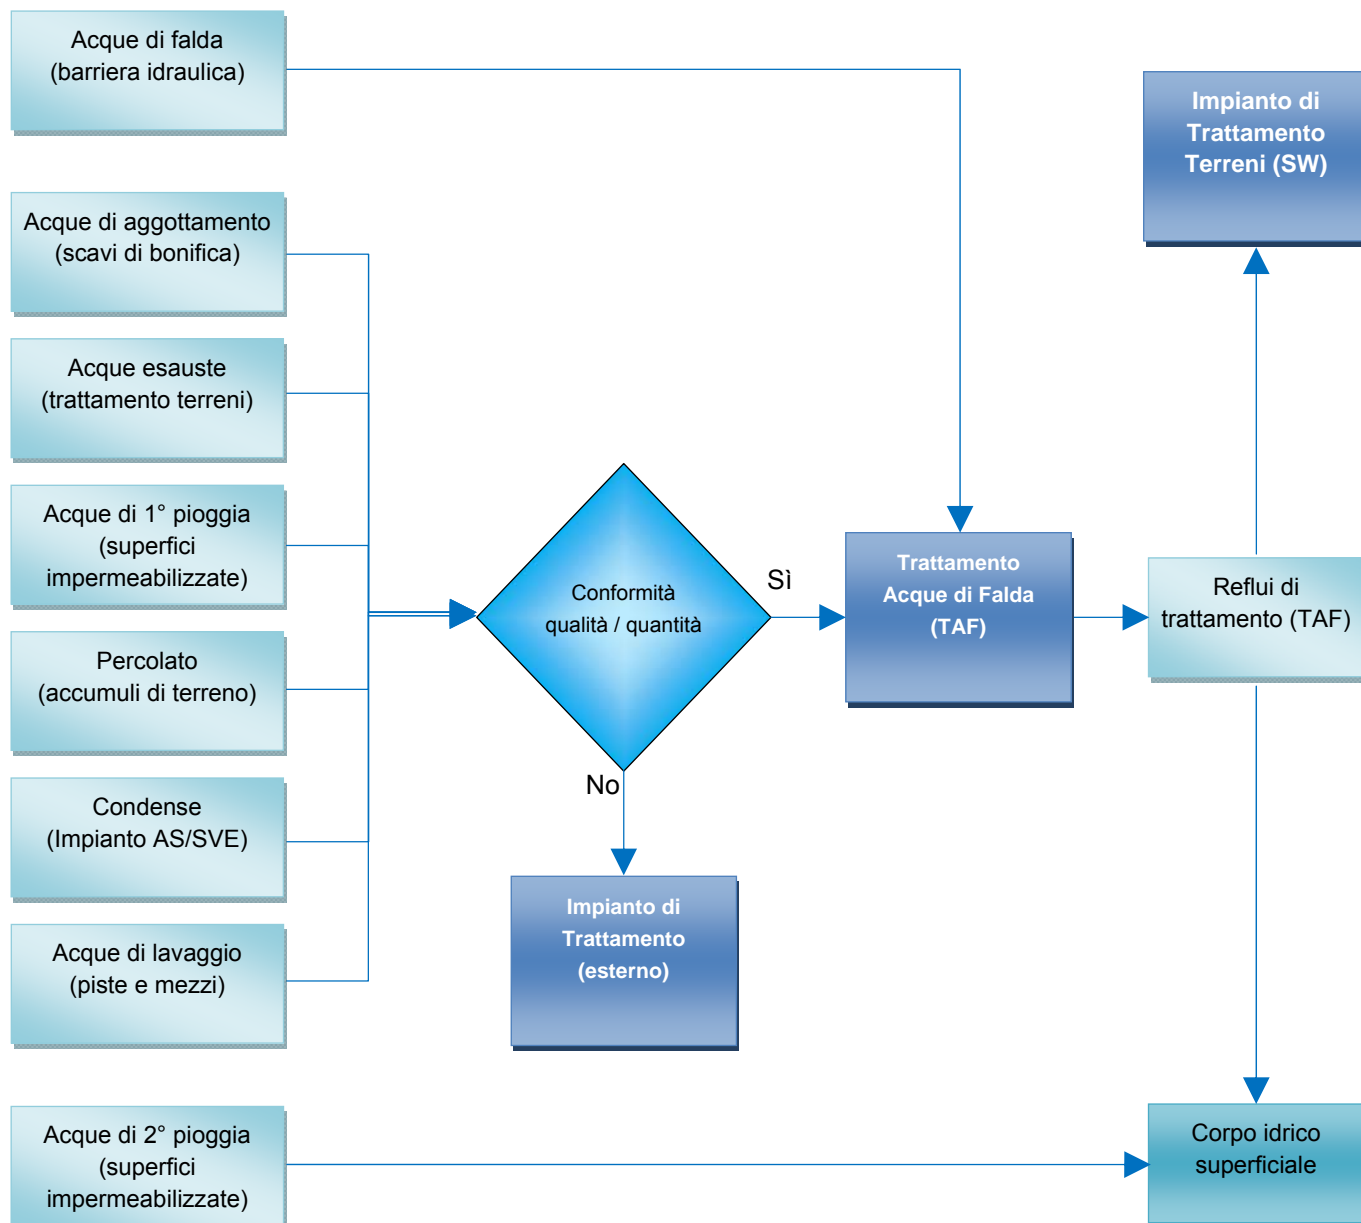 Acque di falda
(barriera idraulica)
Impianto di
Trattamento
Terreni (SW)
Acque di aggottamento
(scavi di bonifica)
Acque esauste
(trattamento terreni)
Acque di 1° pioggia
(superfici
impermeabilizzate)
Percolato
(accumuli di terreno)
Condense
(Impianto AS/SVE)
Acque di lavaggio
(piste e mezzi)
Conformità
qualità / quantità
Sì
No
Trattamento
Acque di Falda
(TAF)
Reflui di
trattamento (TAF)
Impianto di
Trattamento
(esterno)
Acque di 2° pioggia
(superfici
impermeabilizzate)
Corpo idrico
superficiale